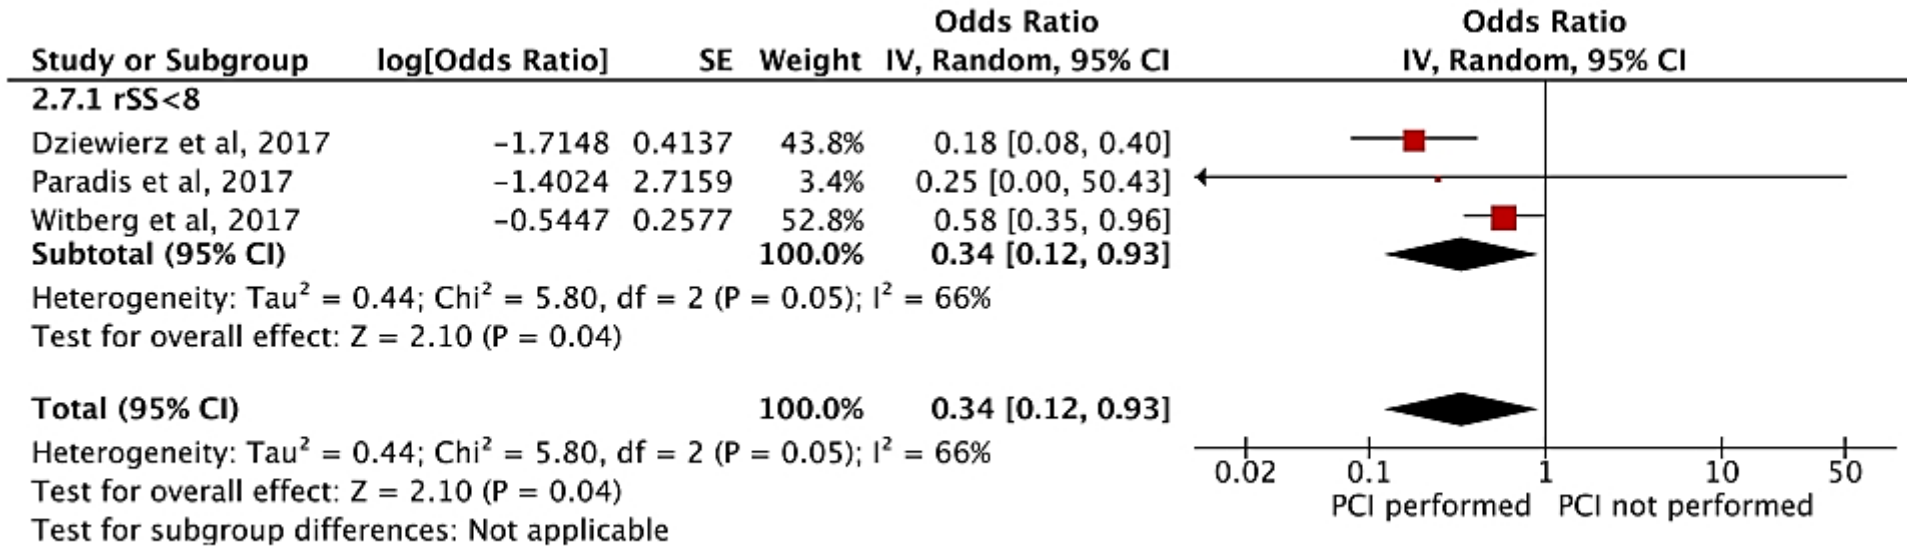 Odds Ratio Odds Ratio
Study or Subgroup log[Odds Ratio] SE Weight IV, Random, 95% CI IV, Random, 95% CI
2.7.1 rSS<8
Dziewierz et al, 2017 −1.7148 0.4137 43.8% 0.18 [0.08, 0.40]
Paradis et al, 2017 −1.4024 2.7159 3.4% 0.25 [0.00, 50.43]
Witberg et al, 2017 −0.5447 0.2577 52.8% 0.58 [0.35, 0.96]
Subtotal (95% CI) 100.0% 0.34 [0.12, 0.93]
Heterogeneity: Tau² = 0.44; Chi² = 5.80, df = 2 (P = 0.05); I² = 66%
Test for overall effect: Z = 2.10 (P = 0.04)
Total (95% CI) 100.0% 0.34 [0.12, 0.93]
Heterogeneity: Tau² = 0.44; Chi² = 5.80, df = 2 (P = 0.05); I² = 66%
Test for overall effect: Z = 2.10 (P = 0.04)
Test for subgroup differences: Not applicable
0.02 0.1 1 10 50
PCI performed PCI not performed